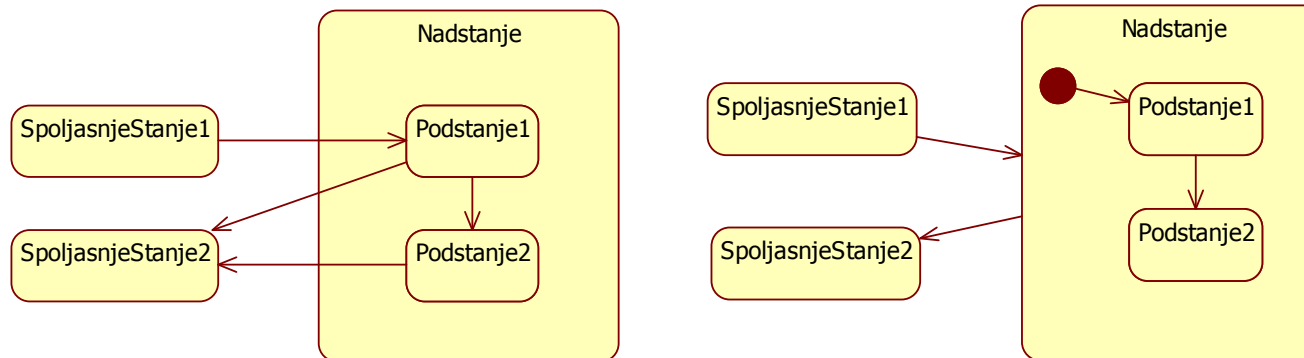 Nadstanje
SpoljasnjeStanje1
Podstanje1
SpoljasnjeStanje2
Podstanje2
Nadstanje
SpoljasnjeStanje1
Podstanje1
SpoljasnjeStanje2
Podstanje2